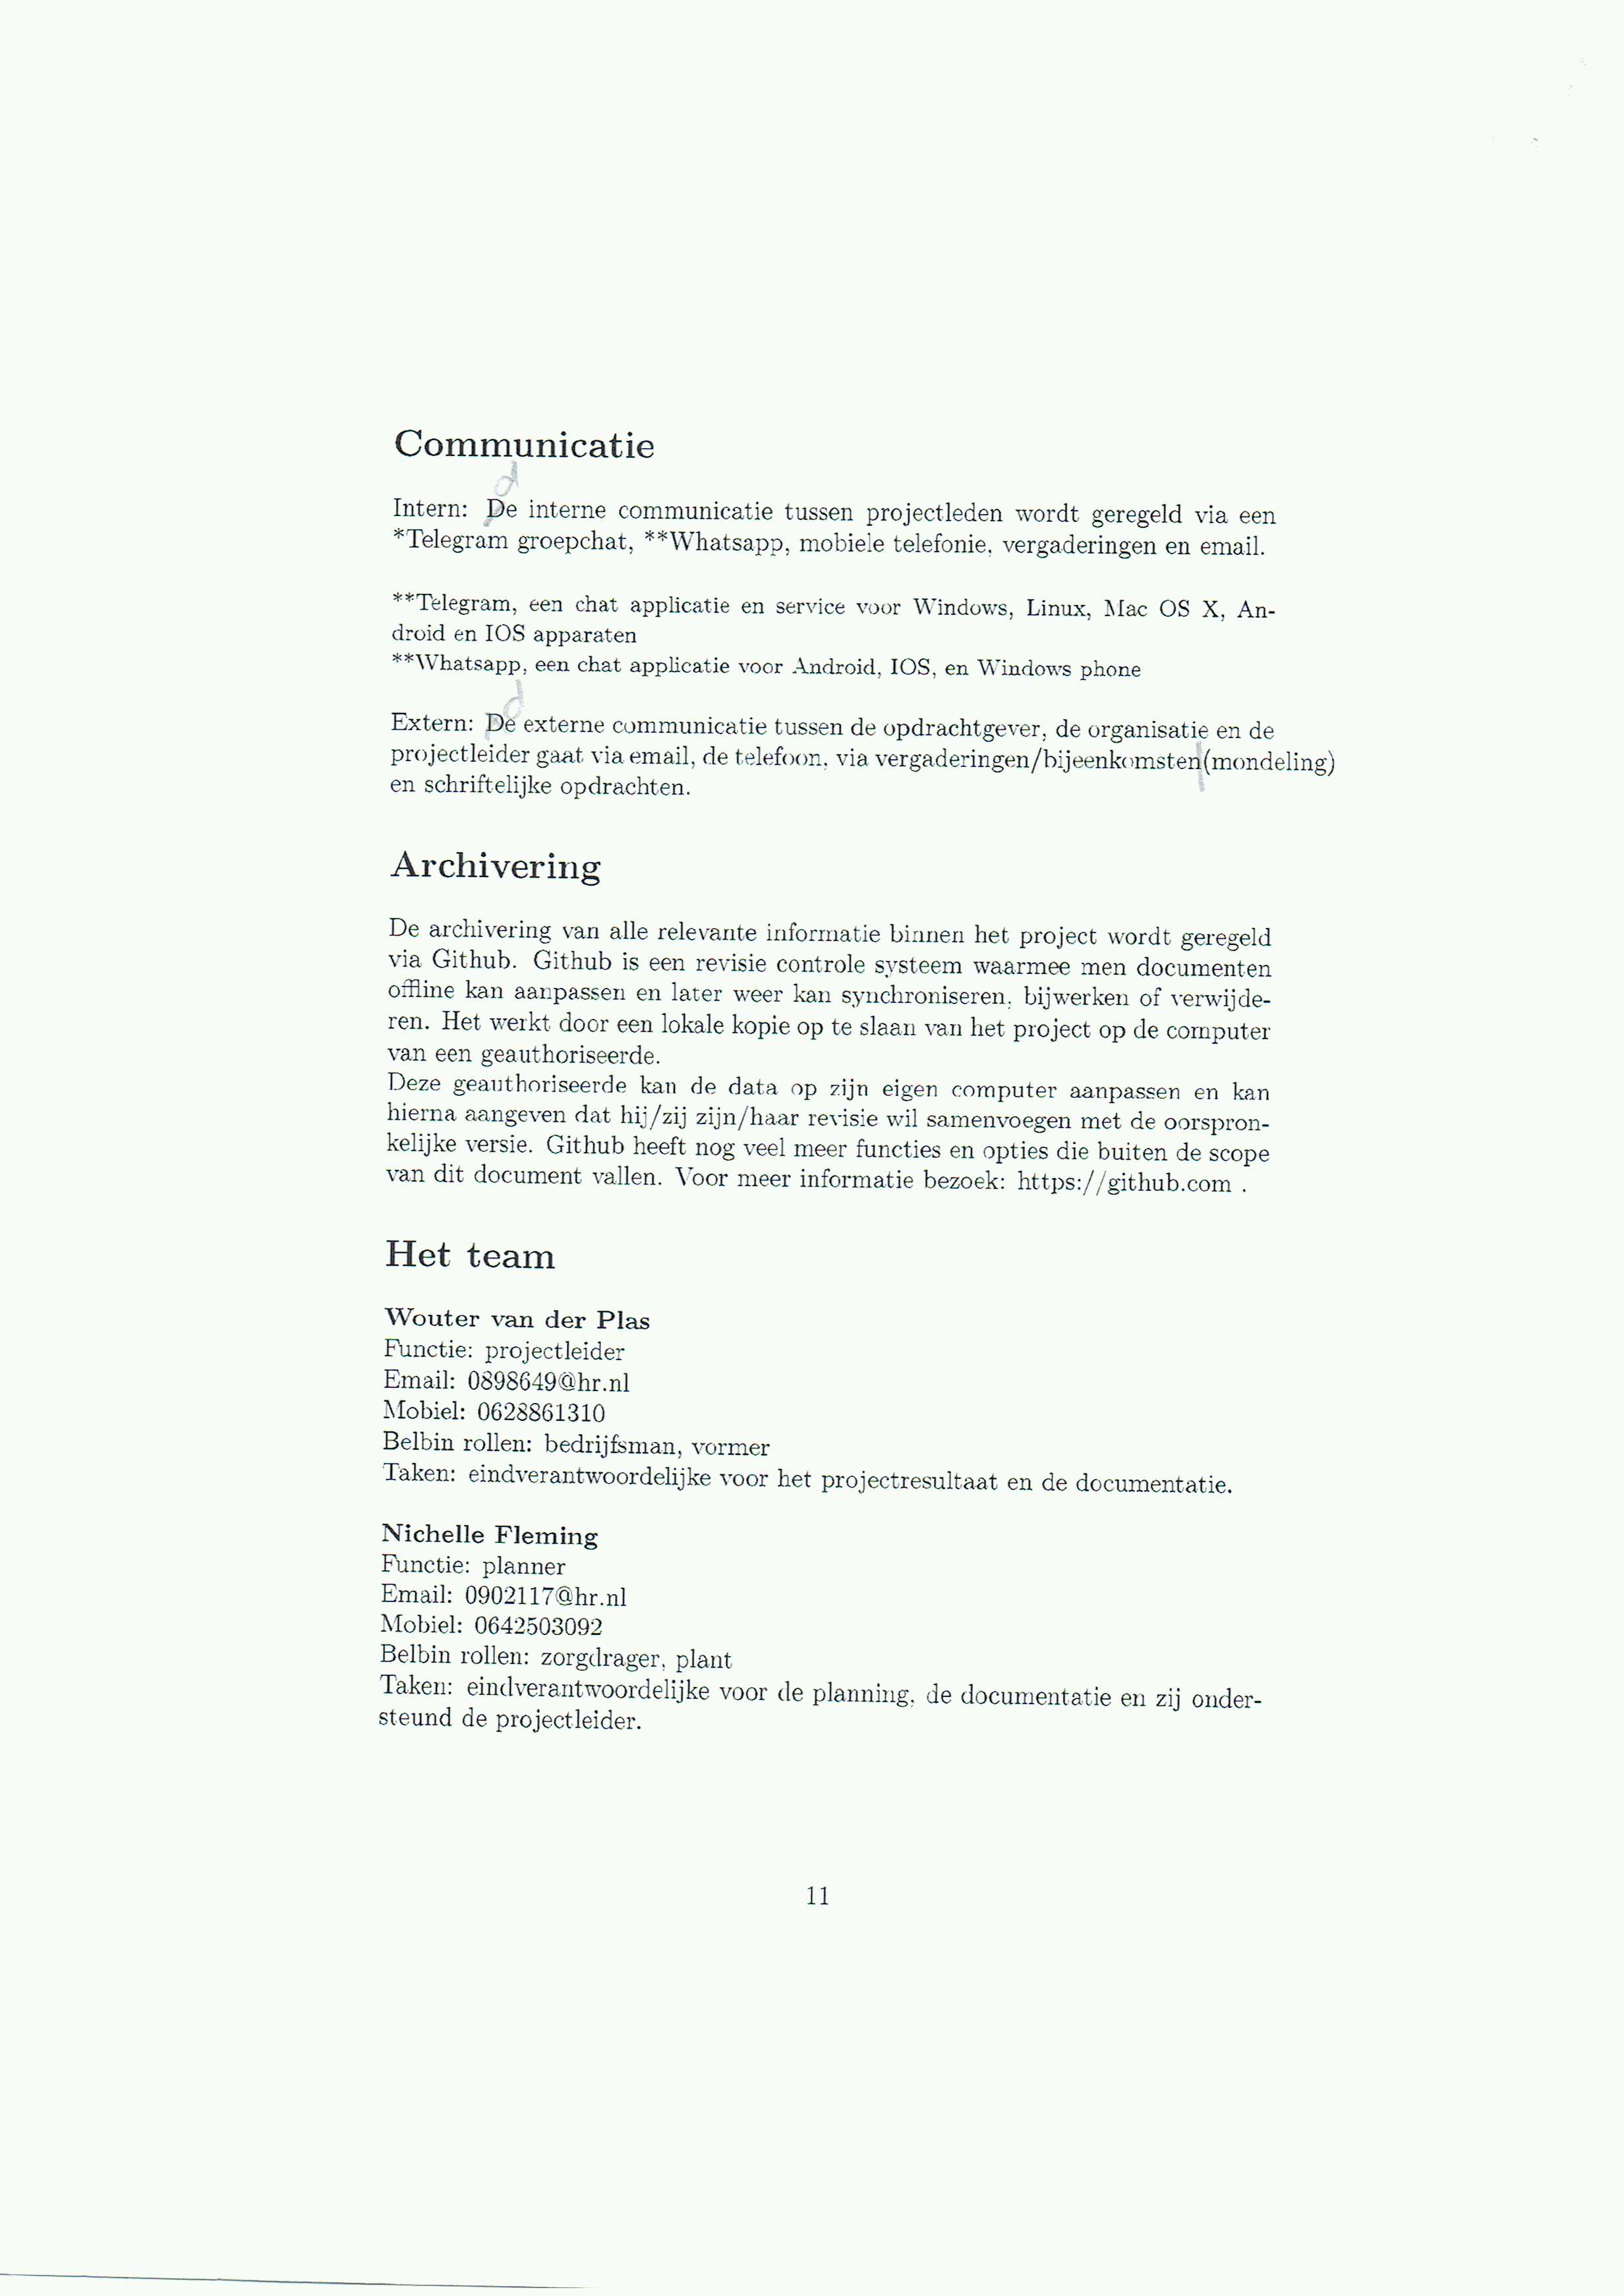 Communicatie
d
Intern: De interne communicatie tussen projectleden wordt geregeld via een
*Telegram groepchat, **Whatsapp, mobiele telefonie, vergaderingen en email.
**Telegram, een chat applicatie en service voor Windows, Linux, Mac OS X, An-
droid en IOS apparaten
**Whatsapp, een chat applicatie voor Android, IOS, en Windows phone
d
Extern: De externe communicatie tussen de opdrachtgever, de organisatie en de
projectleider gaat via email, de telefoon, via vergaderingen/bijeenkomsten(mondeling)
en schriftelijke opdrachten.
Archivering
De archivering van alle relevante informatie binnen het project wordt geregeld
via Github. Github is een revisie controle systeem waarmee men documenten
offline kan aanpassen en later weer kan synchroniseren, bijwerken of verwijde-
ren. Het werkt door een lokale kopie op te slaan van het project op de computer
van een geauthoriseerde.
Deze geauthoriseerde kan de data op zijn eigen computer aanpassen en kan
hierna aangeven dat hij/zij zijn/haar revisie wil samenvoegen met de oorspron-
kelijke versie. Github heeft nog veel meer functies en opties die buiten de scope
van dit document vallen. Voor meer informatie bezoek: https://github.com .
Het team
Wouter van der Plas
Functie: projectleider
Email: 0898649@hr.nl
Mobiel: 0628861310
Belbin rollen: bedrijfsman, vormer
Taken: eindverantwoordelijke voor het projectresultaat en de documentatie.
Nichelle Fleming
Functie: planner
Email: 0902117@hr.nl
Mobiel: 0642503092
Belbin rollen: zorgdrager, plant
Taken: eindverantwoordelijke voor de planning, de documentatie en zij onder-
steund de projectleider.
11